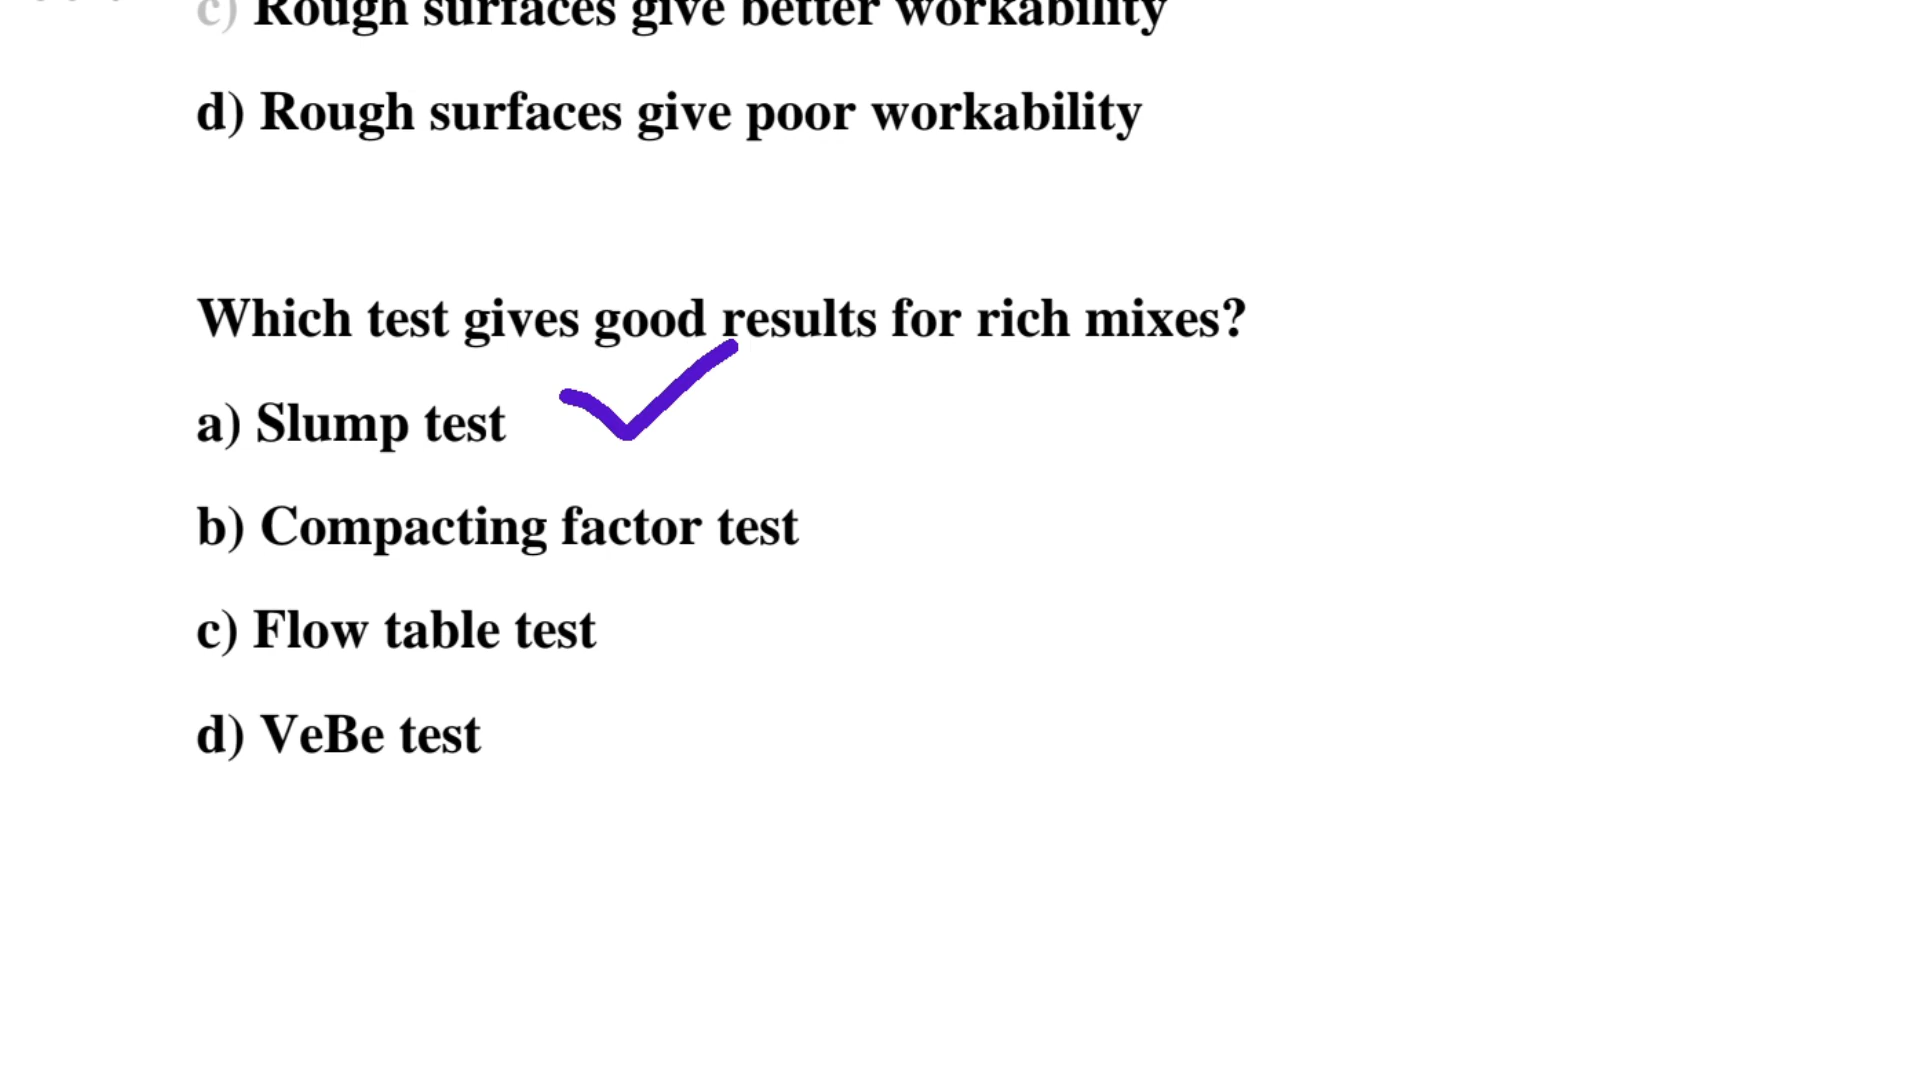 c) Rough surfaces give better workability
d) Rough surfaces give poor workability
Which test gives good results for rich mixes?
a) Slump test
b) Compacting factor test
c) Flow table test
d) VeBe test